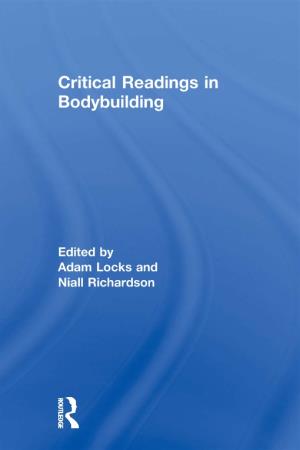 Critical Readings in
Bodybuilding
Edited by
Adam Locks and
Niall Richardson
ROUTLEDGE